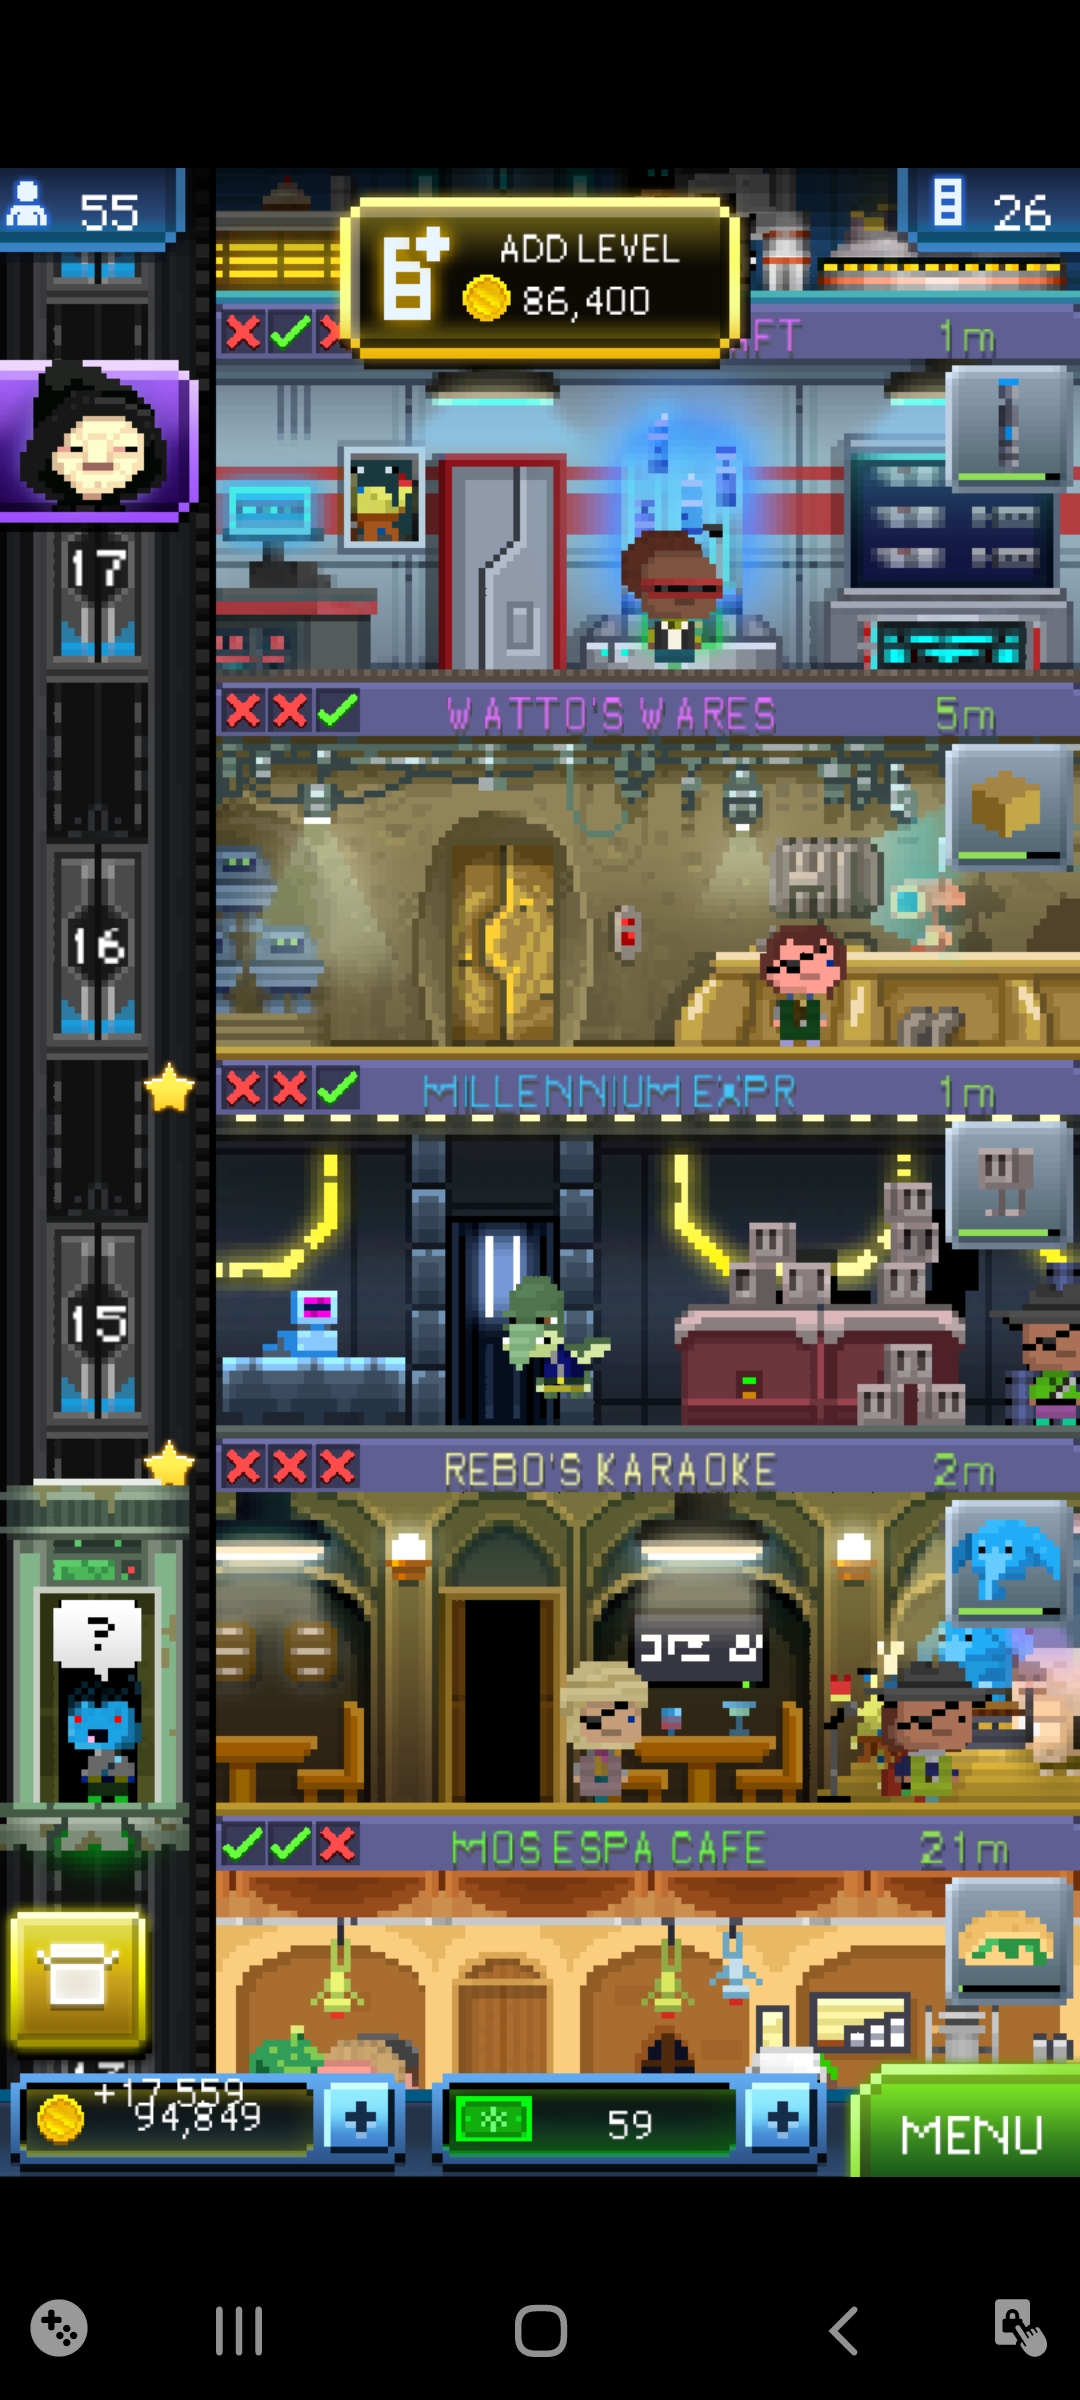 55
ADD LEVEL
86,400
26
FT 1m
17
WATTO'S WARES 5m
16
MILLENNIUM EXPR 1m
15
REBO'S KARAOKE 2m
?
MOS ESPA CAFE 21m
+17,559
94,849
59
MENU